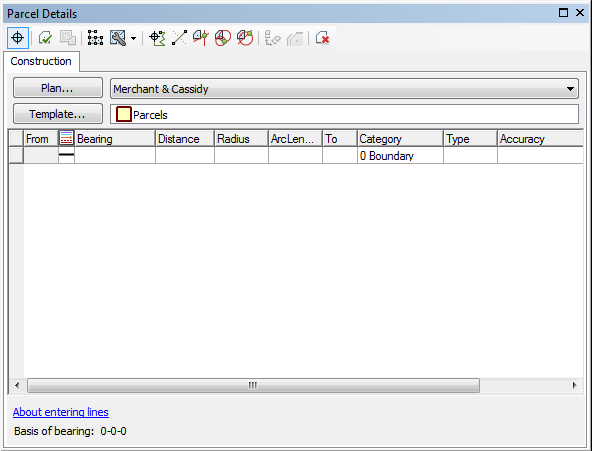 Parcel Details
Construction
Plan... Merchant & Cassidy
Template... Parcels
From Bearing Distance Radius ArcLen... To Category Type Accuracy
0 Boundary
About entering lines
Basis of bearing: 0-0-0